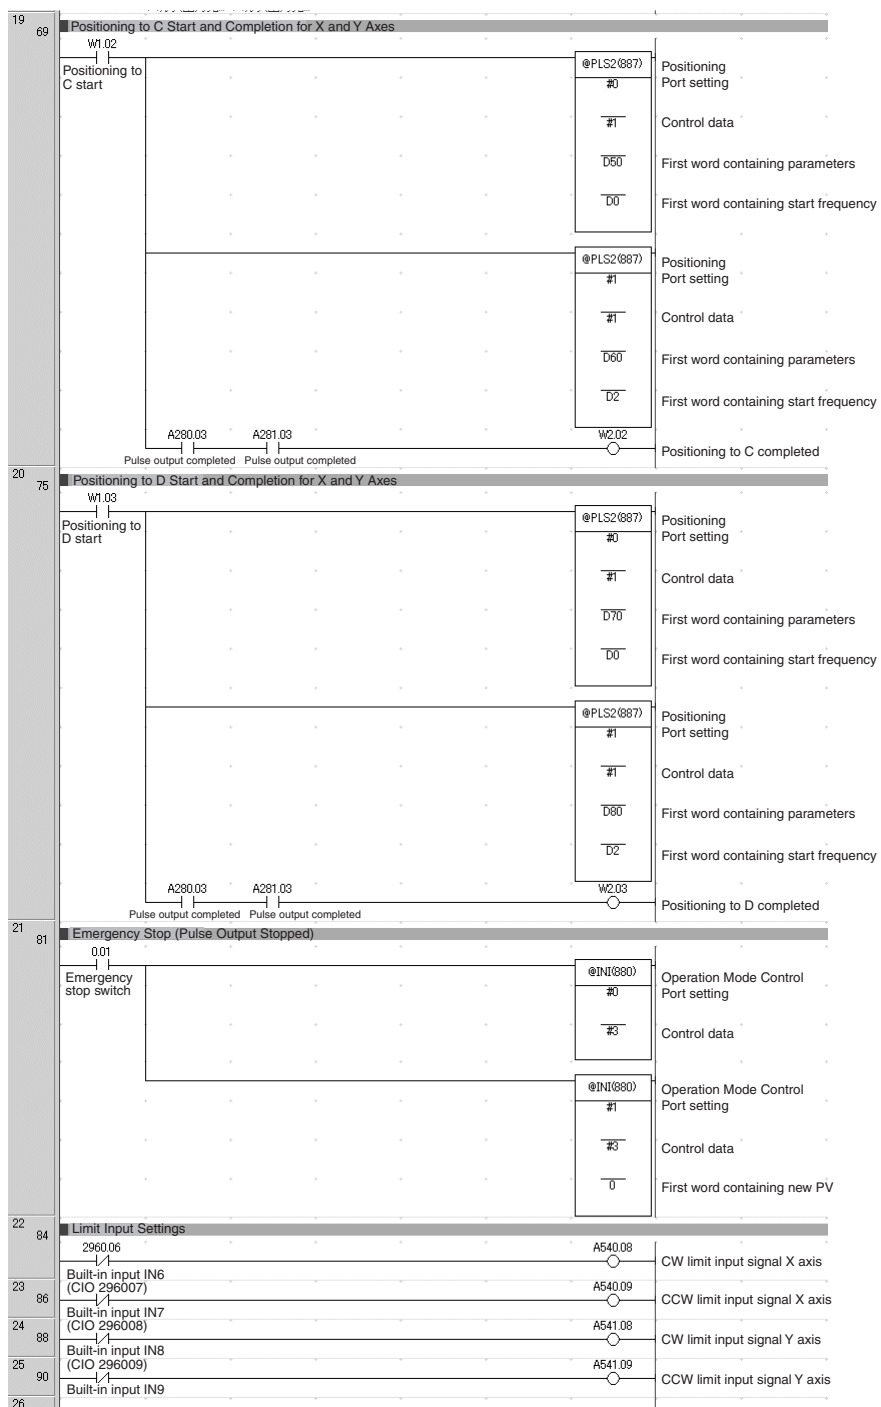 19
69
Positioning to C Start and Completion for X and Y Axes
W1.02
Positioning to
C start
@PLS2(887)
Positioning
#0
Port setting
#1
Control data
D50
First word containing parameters
D0
First word containing start frequency
@PLS2(887)
Positioning
#1
Port setting
#1
Control data
D60
First word containing parameters
D2
First word containing start frequency
A280.03
A281.03
W2.02
Pulse output completed
Pulse output completed
Positioning to C completed
20
75
Positioning to D Start and Completion for X and Y Axes
W1.03
Positioning to
D start
@PLS2(887)
Positioning
#0
Port setting
#1
Control data
D70
First word containing parameters
D0
First word containing start frequency
@PLS2(887)
Positioning
#1
Port setting
#1
Control data
D80
First word containing parameters
D2
First word containing start frequency
A280.03
A281.03
W2.03
Pulse output completed
Pulse output completed
Positioning to D completed
21
81
Emergency Stop (Pulse Output Stopped)
0.01
Emergency
stop switch
@INI(880)
Operation Mode Control
#0
Port setting
#3
Control data
@INI(880)
Operation Mode Control
#1
Port setting
#3
Control data
0
First word containing new PV
22
84
Limit Input Settings
2960.06
A540.08
CW limit input signal X axis
Built-in input IN6
23
86
(CIO 296007)
A540.09
CCW limit input signal X axis
Built-in input IN7
24
88
(CIO 296008)
A541.08
CW limit input signal Y axis
Built-in input IN8
25
90
(CIO 296009)
A541.09
CCW limit input signal Y axis
Built-in input IN9
26